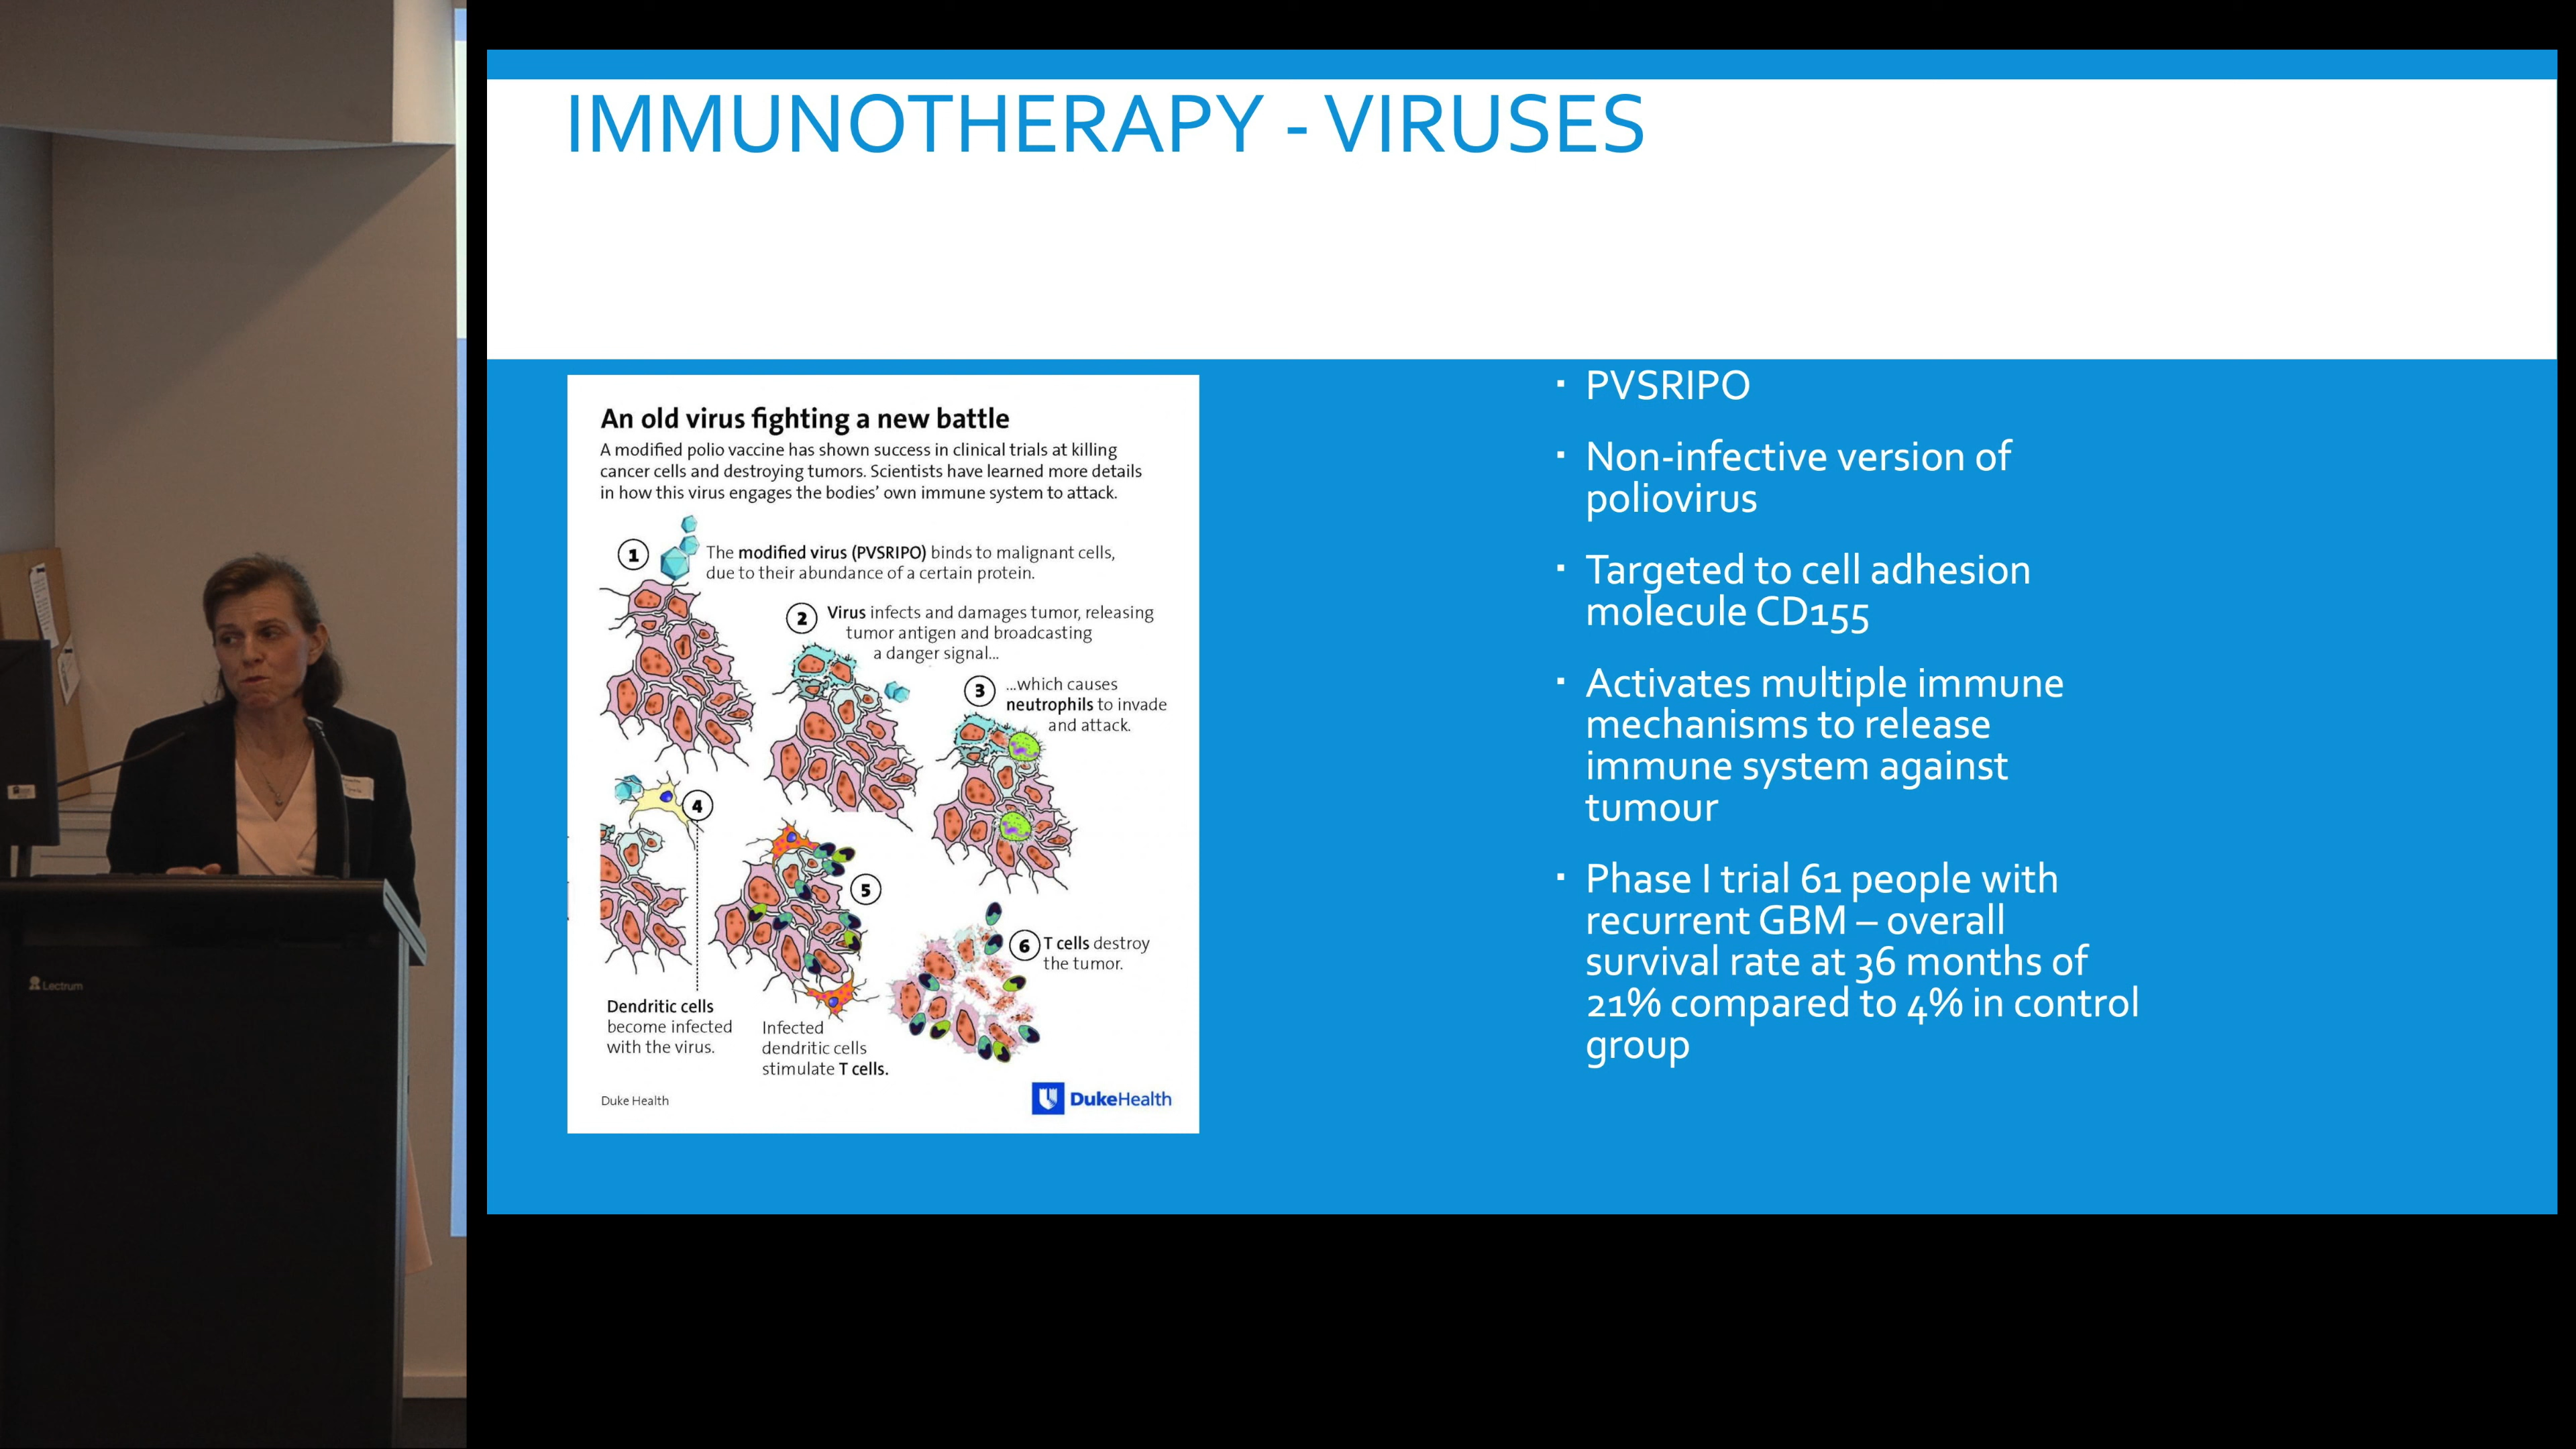 IMMUNOTHERAPY - VIRUSES
An old virus fighting a new battle
A modified polio vaccine has shown success in clinical trials at killing
cancer cells and destroying tumors. Scientists have learned more details
in how this virus engages the bodies' own immune system to attack.
1
The modified virus (PVSRIPO) binds to malignant cells,
due to their abundance of a certain protein.
2
Virus infects and damages tumor, releasing
tumor antigen and broadcasting
a danger signal...
3
...which causes
neutrophils to invade
and attack.
4
Dendritic cells
become infected
with the virus.
5
Infected
dendritic cells
stimulate T cells.
6
T cells destroy
the tumor.
Duke Health
DukeHealth
▪ PVSRIPO
▪ Non-infective version of
poliovirus
▪ Targeted to cell adhesion
molecule CD155
▪ Activates multiple immune
mechanisms to release
immune system against
tumour
▪ Phase I trial 61 people with
recurrent GBM – overall
survival rate at 36 months of
21% compared to 4% in control
group
Lectrum